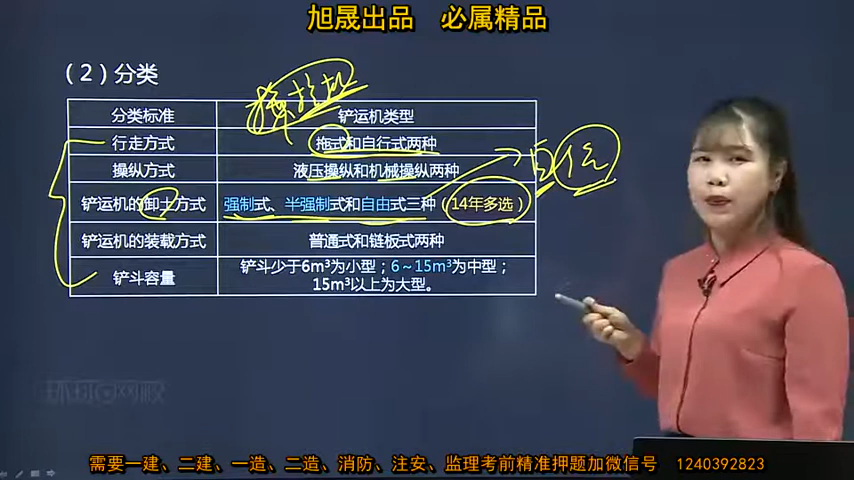 旭晟出品 必属精品
（2）分类
分类标准 铲运机类型
行走方式 拖式和自行式两种
操纵方式 液压操纵和机械操纵两种
铲运机的卸土方式 强制式、半强制式和自由式三种（14年多选）
铲运机的装载方式 普通式和链板式两种
铲斗容量 铲斗少于6m³为小型；6～15m³为中型；
15m³以上为大型。
环球网校
需要一建、二建、一造、二造、消防、注安、监理考前精准押题加微信号 1240392823